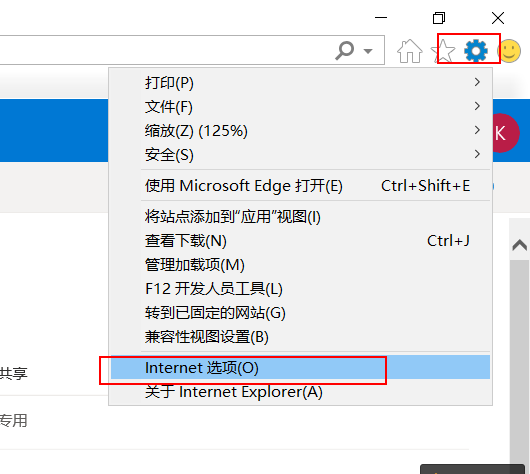 K
打印(P)
文件(F)
缩放(Z) (125%)
安全(S)
使用 Microsoft Edge 打开(E) Ctrl+Shift+E
将站点添加到“应用”视图(I)
查看下载(N) Ctrl+J
管理加载项(M)
F12 开发人员工具(L)
转到已固定的网站(G)
兼容性视图设置(B)
Internet 选项(O)
共享
关于 Internet Explorer(A)
专用